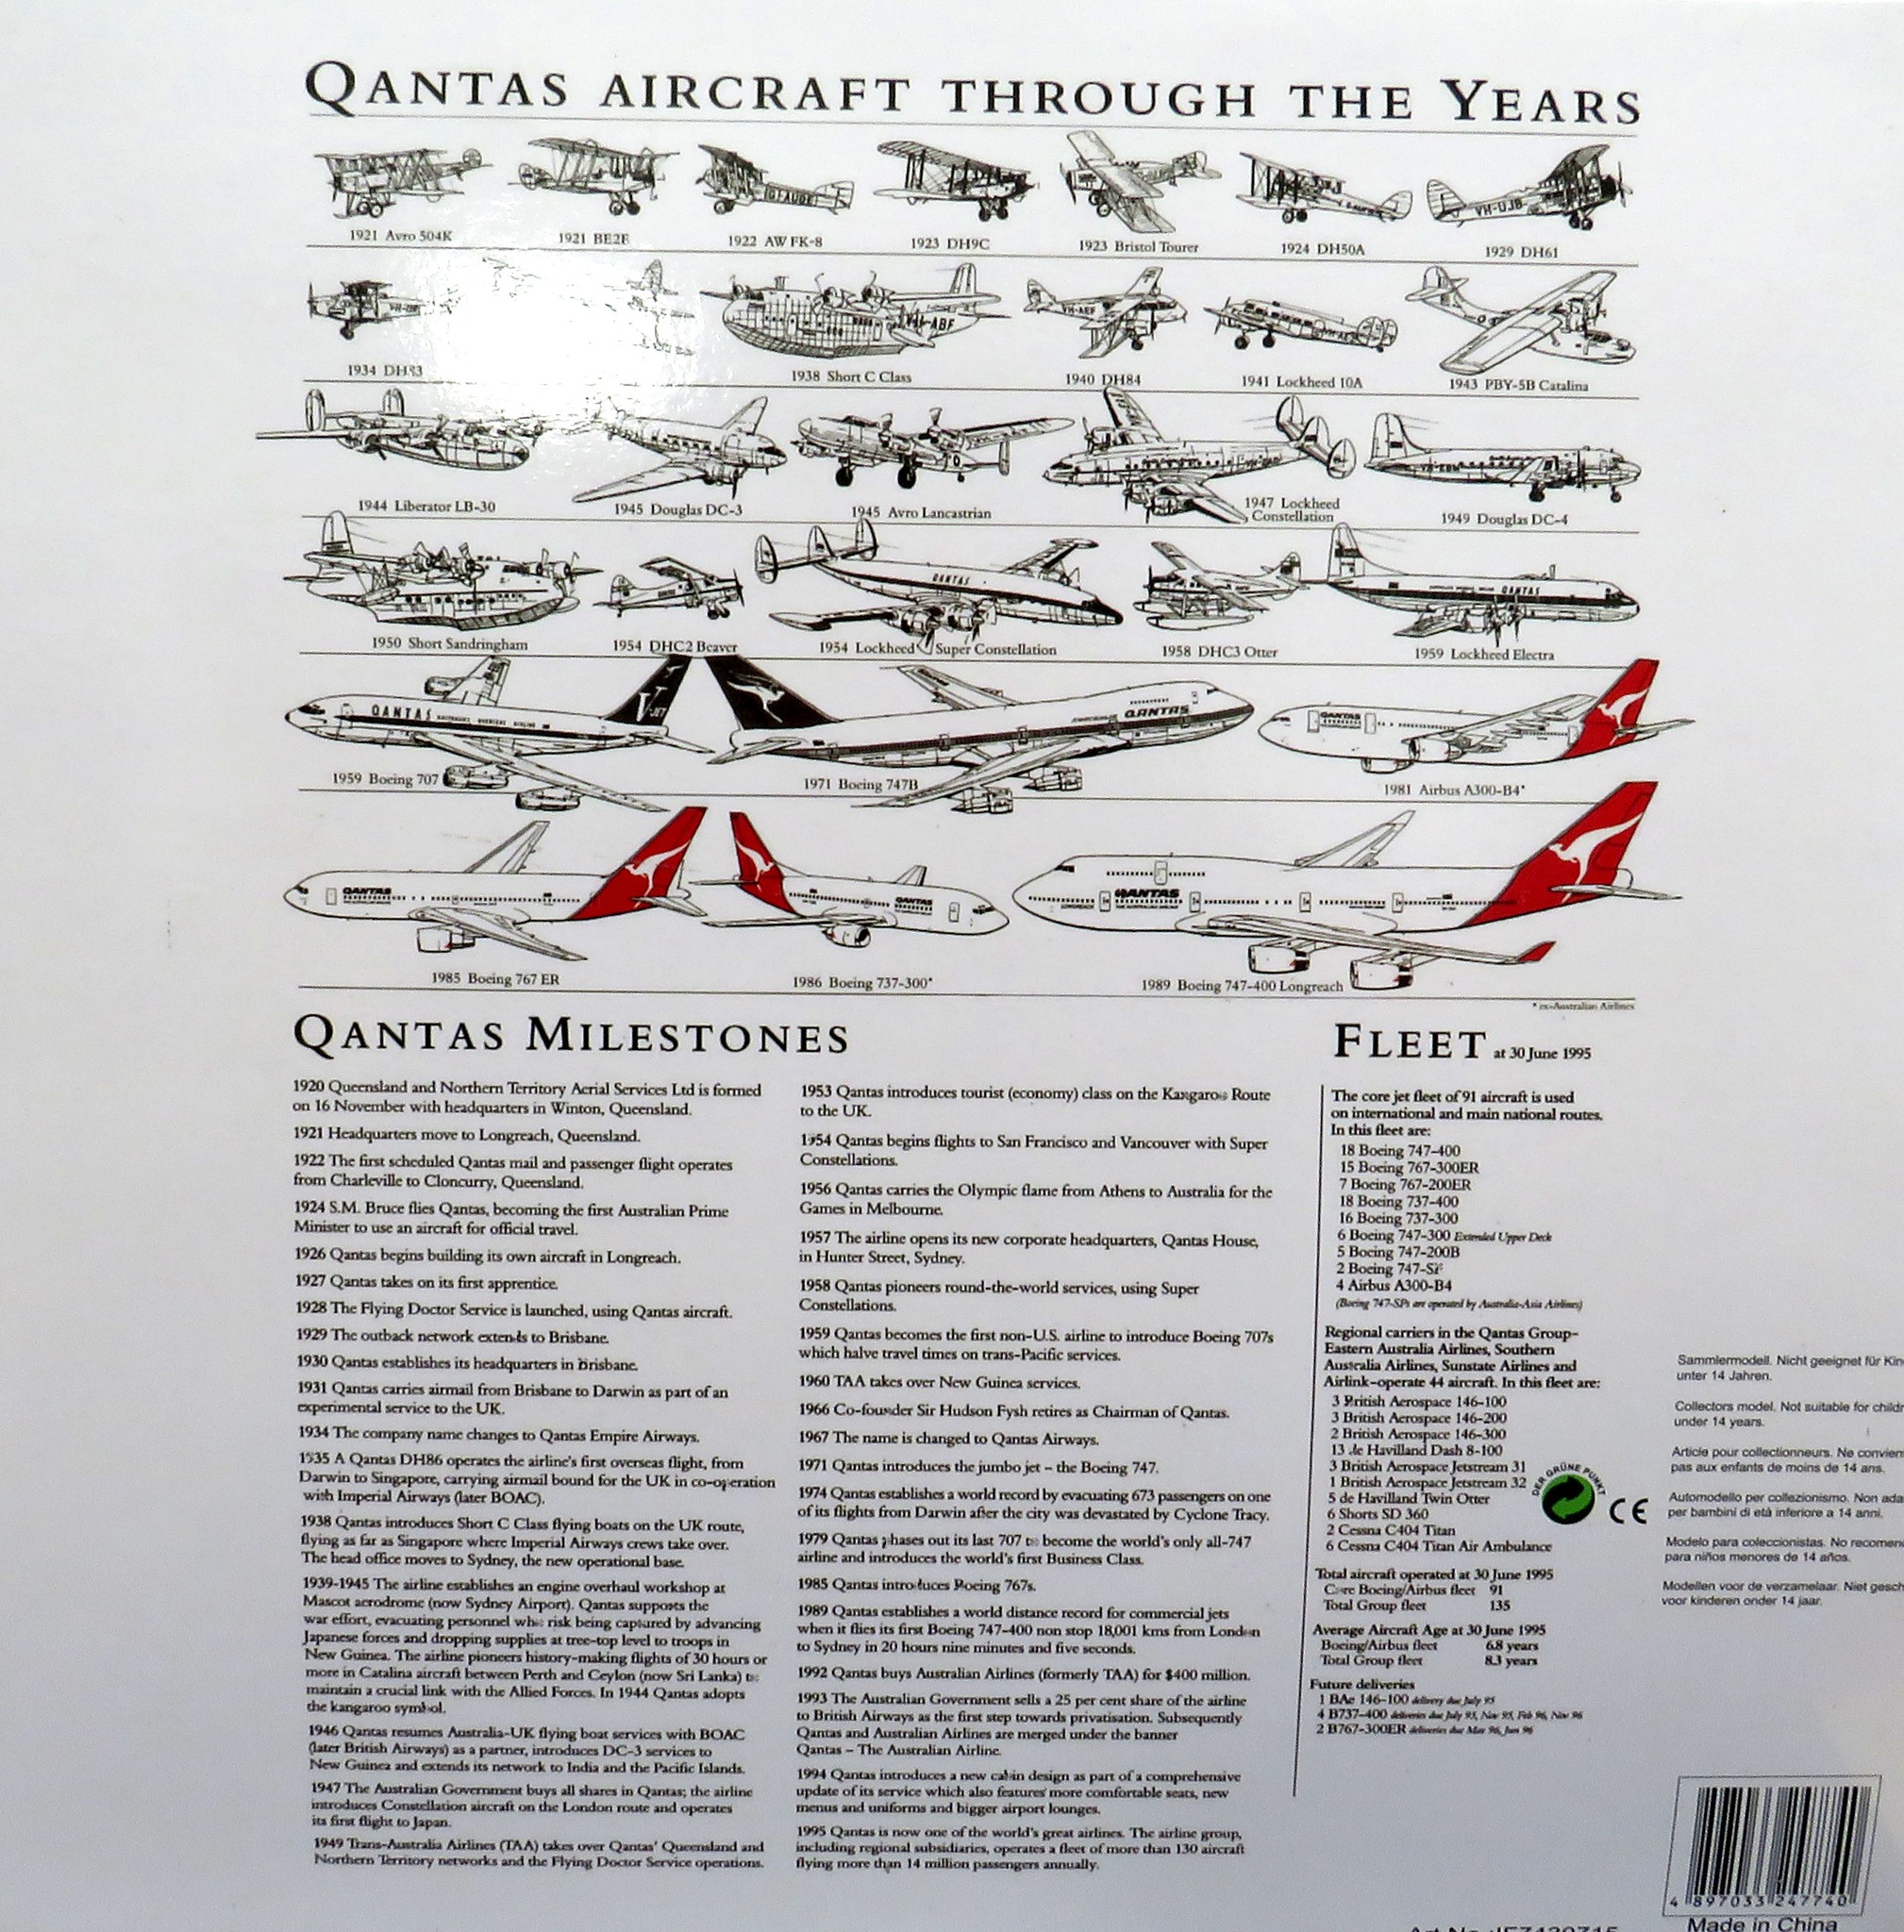 QANTAS AIRCRAFT THROUGH THE YEARS
G-AUDE
VH-UJB
1921 Avro 504K
1921 BE2E
1922 AW FK-8
1923 DH9C
1923 Bristol Tourer
1924 DH50A
1929 DH61
VH-AEF
1934
1938 Short C Class
1940 DH84
1941 Lockheed 10A
1943 PBY-5B Catalina
1944 Liberator LB-30
1945 Douglas DC-3
1945 Avro Lancastrian
1947 Lockheed
Constellation
1949 Douglas DC-4
QANTAS
QANTAS
1950 Short Sandringham
1954 DHC2 Beaver
1954 Lockheed Super Constellation
1958 DHC3 Otter
1959 Lockheed Electra
QANTAS
V-JET
QANTAS
QANTAS
1959 Boeing 707
1971 Boeing 747B
1981 Airbus A300-B4*
QANTAS
QANTAS
LONGREACH
QANTAS
1985 Boeing 767 ER
1986 Boeing 737-300*
1989 Boeing 747-400 Longreach
* ex-Australian Airlines
QANTAS MILESTONES
1920 Queensland and Northern Territory Aerial Services Ltd is formed
on 16 November with headquarters in Winton, Queensland.
1921 Headquarters move to Longreach, Queensland.
1922 The first scheduled Qantas mail and passenger flight operates
from Charleville to Cloncurry, Queensland.
1924 S.M. Bruce flies Qantas, becoming the first Australian Prime
Minister to use an aircraft for official travel.
1926 Qantas begins building its own aircraft in Longreach.
1927 Qantas takes on its first apprentice.
1928 The Flying Doctor Service is launched, using Qantas aircraft.
1929 The outback network extends to Brisbane.
1930 Qantas establishes its headquarters in Brisbane.
1931 Qantas carries airmail from Brisbane to Darwin as part of an
experimental service to the UK.
1934 The company name changes to Qantas Empire Airways.
1935 A Qantas DH86 operates the airline's first overseas flight, from
Darwin to Singapore, carrying airmail bound for the UK in co-operation
with Imperial Airways (later BOAC).
1938 Qantas introduces Short C Class flying boats on the UK route,
flying as far as Singapore where Imperial Airways crews take over.
The head office moves to Sydney, the new operational base.
1939-1945 The airline establishes an engine overhaul workshop at
Mascot aerodrome (now Sydney Airport). Qantas supports the
war effort, evacuating personnel who risk being captured by advancing
Japanese forces and dropping supplies at tree-top level to troops in
New Guinea. The airline pioneers history-making flights of 30 hours or
more in Catalina aircraft between Perth and Ceylon (now Sri Lanka) to
maintain a crucial link with the Allied Forces. In 1944 Qantas adopts
the kangaroo symbol.
1946 Qantas resumes Australia-UK flying boat services with BOAC
(later British Airways) as a partner, introduces DC-3 services to
New Guinea and extends its network to India and the Pacific Islands.
1947 The Australian Government buys all shares in Qantas; the airline
introduces Constellation aircraft on the London route and operates
its first flight to Japan.
1949 Trans-Australia Airlines (TAA) takes over Qantas' Queensland and
Northern Territory networks and the Flying Doctor Service operations.
1953 Qantas introduces tourist (economy) class on the Kangaroo Route
to the UK.
1954 Qantas begins flights to San Francisco and Vancouver with Super
Constellations.
1956 Qantas carries the Olympic flame from Athens to Australia for the
Games in Melbourne.
1957 The airline opens its new corporate headquarters, Qantas House,
in Hunter Street, Sydney.
1958 Qantas pioneers round-the-world services, using Super
Constellations.
1959 Qantas becomes the first non-U.S. airline to introduce Boeing 707s
which halve travel times on trans-Pacific services.
1960 TAA takes over New Guinea services.
1966 Co-founder Sir Hudson Fysh retires as Chairman of Qantas.
1967 The name is changed to Qantas Airways.
1971 Qantas introduces the jumbo jet – the Boeing 747.
1974 Qantas establishes a world record by evacuating 673 passengers on one
of its flights from Darwin after the city was devastated by Cyclone Tracy.
1979 Qantas phases out its last 707 to become the world's only all-747
airline and introduces the world's first Business Class.
1985 Qantas introduces Boeing 767s.
1989 Qantas establishes a world distance record for commercial jets
when it flies its first Boeing 747-400 non stop 18,001 kms from London
to Sydney in 20 hours nine minutes and five seconds.
1992 Qantas buys Australian Airlines (formerly TAA) for $400 million.
1993 The Australian Government sells a 25 per cent share of the airline
to British Airways as the first step towards privatisation. Subsequently
Qantas and Australian Airlines are merged under the banner
Qantas – The Australian Airline.
1994 Qantas introduces a new cabin design as part of a comprehensive
update of its service which also features more comfortable seats, new
menus and uniforms and bigger airport lounges.
1995 Qantas is now one of the world's great airlines. The airline group,
including regional subsidiaries, operates a fleet of more than 130 aircraft
flying more than 14 million passengers annually.
FLEET at 30 June 1995
The core jet fleet of 91 aircraft is used
on international and main national routes.
In this fleet are:
18 Boeing 747-400
15 Boeing 767-300ER
7 Boeing 767-200ER
18 Boeing 737-400
16 Boeing 737-300
6 Boeing 747-300 Extended Upper Deck
5 Boeing 747-200B
2 Boeing 747-SP
4 Airbus A300-B4
(Boeing 747-SPs are operated by Australia-Asia Airlines)
Regional carriers in the Qantas Group–
Eastern Australia Airlines, Southern
Australia Airlines, Sunstate Airlines and
Airlink–operate 44 aircraft. In this fleet are:
3 British Aerospace 146-100
3 British Aerospace 146-200
2 British Aerospace 146-300
13 de Havilland Dash 8-100
3 British Aerospace Jetstream 31
1 British Aerospace Jetstream 32
5 de Havilland Twin Otter
6 Shorts SD 360
2 Cessna C404 Titan
6 Cessna C404 Titan Air Ambulance
Total aircraft operated at 30 June 1995
Core Boeing/Airbus fleet 91
Total Group fleet 135
Average Aircraft Age at 30 June 1995
Boeing/Airbus fleet 6.8 years
Total Group fleet 8.3 years
Future deliveries
1 BAe 146-100 delivery due July 95
4 B737-400 deliveries due July 95, Nov 95, Feb 96, Nov 96
2 B767-300ER deliveries due May 96, Jun 96
DER GRÜNE PUNKT
CE
Sammlermodell. Nicht geeignet für Kin
unter 14 Jahren.
Collectors model. Not suitable for childr
under 14 years.
Article pour collectionneurs. Ne convien
pas aux enfants de moins de 14 ans.
Automodello per collezionismo. Non ada
per bambini di età inferiore a 14 anni.
Modelo para coleccionistas. No recomen
para niños menores de 14 años.
Modellen voor de verzamelaar. Niet gesch
voor kinderen onder 14 jaar.
4 897033 247740
Made in China